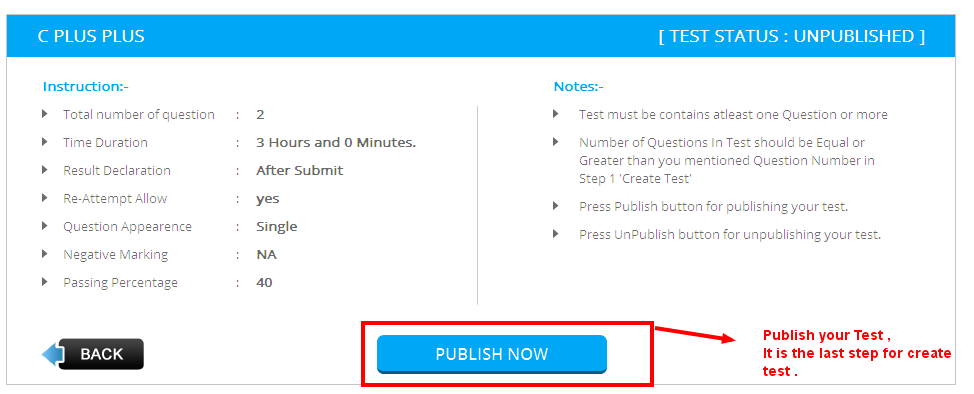 C PLUS PLUS
[ TEST STATUS : UNPUBLISHED ]
Instruction:-
Total number of question : 2
Time Duration : 3 Hours and 0 Minutes.
Result Declaration : After Submit
Re-Attempt Allow : yes
Question Appearence : Single
Negative Marking : NA
Passing Percentage : 40
Notes:-
Test must be contains atleast one Question or more
Number of Questions In Test should be Equal or
Greater than you mentioned Question Number in
Step 1 'Create Test'
Press Publish button for publishing your test.
Press UnPublish button for unpublishing your test.
BACK
PUBLISH NOW
Publish your Test ,
It is the last step for create
test .